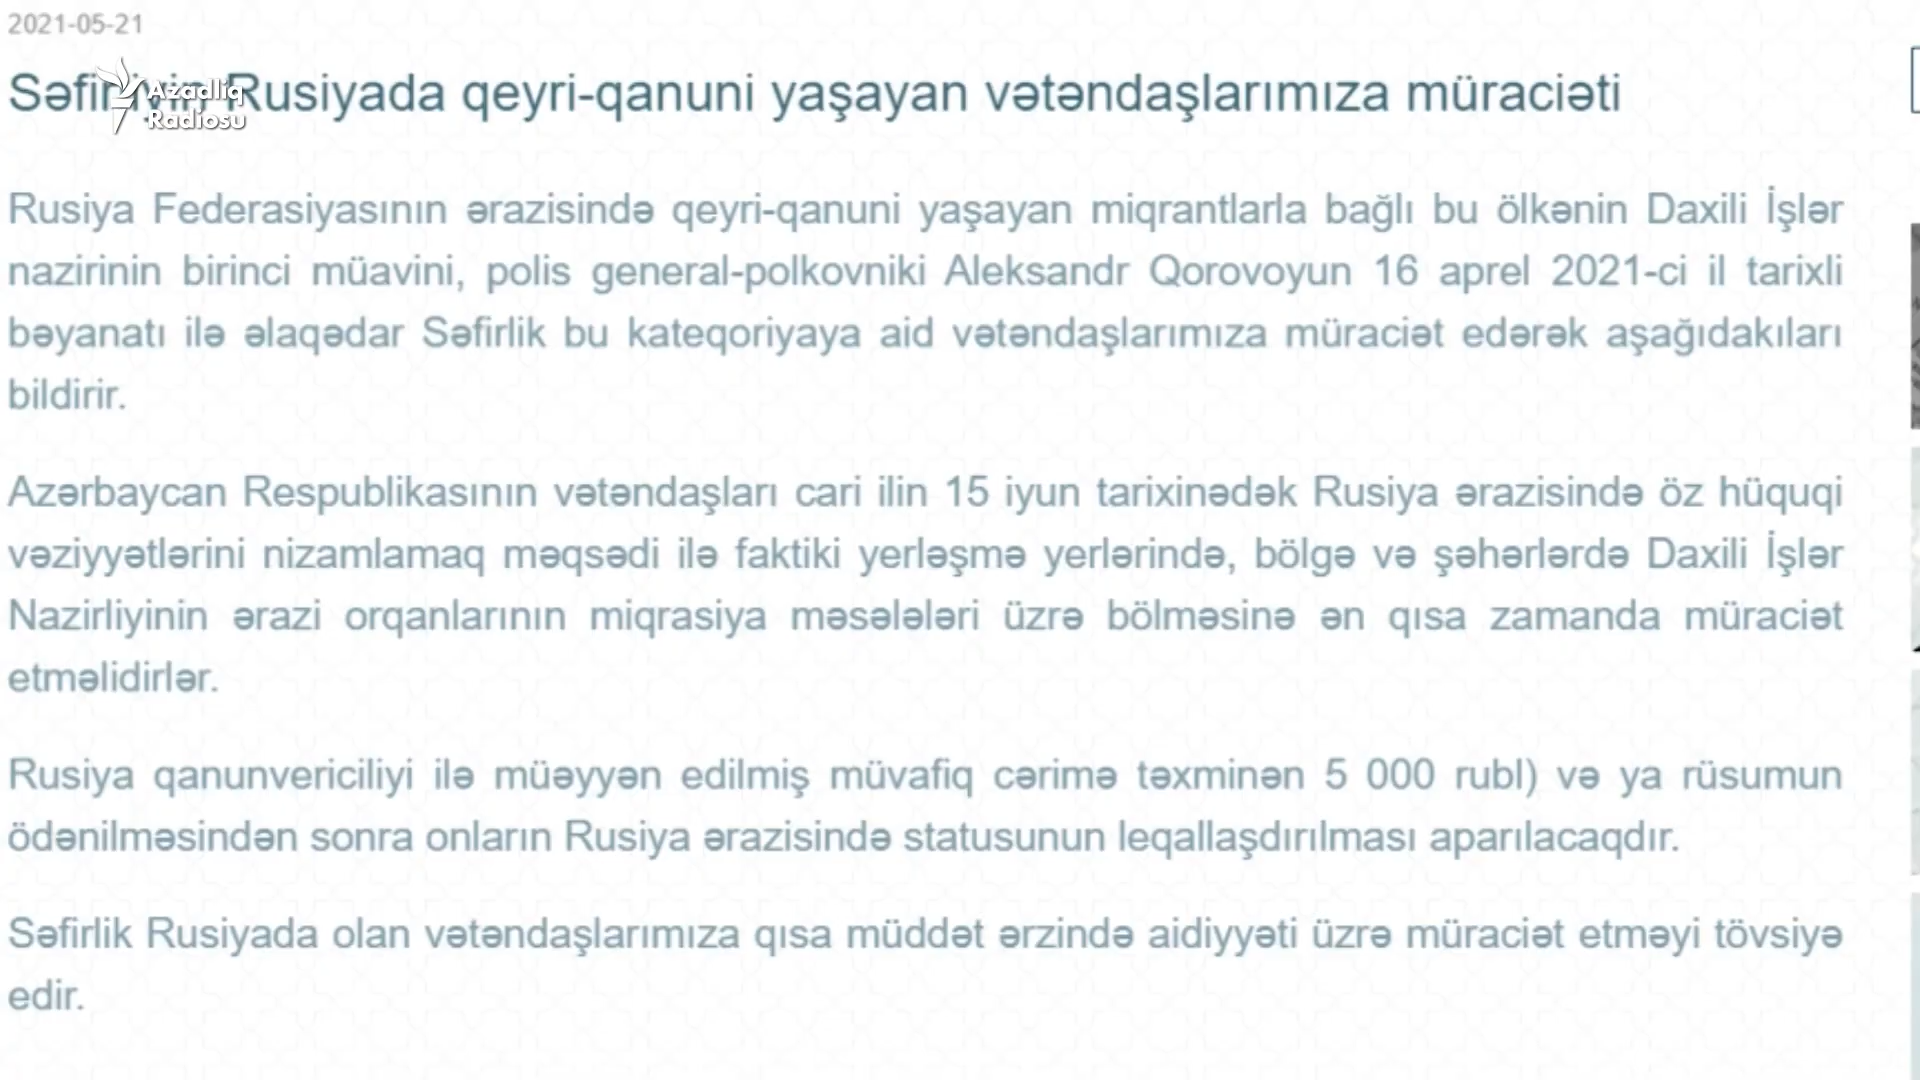 2021-05-21
Azadlıq
Radiosu
Rusiyada qeyri-qanuni yaşayan vətəndaşlarımıza müraciəti
Rusiya Federasiyasının ərazisində qeyri-qanuni yaşayan miqrantlarla bağlı bu ölkənin Daxili İşlər
nazirinin birinci müavini, polis general-polkovniki Aleksandr Qorovoyun 16 aprel 2021-ci il tarixli
bəyanatı ilə əlaqədar Səfirlik bu kateqoriyaya aid vətəndaşlarımıza müraciət edərək aşağıdakıları
bildirir.
Azərbaycan Respublikasının vətəndaşları cari ilin 15 iyun tarixinədək Rusiya ərazisində öz hüquqi
vəziyyətlərini nizamlamaq məqsədi ilə faktiki yerləşmə yerlərində, bölgə və şəhərlərdə Daxili İşlər
Nazirliyinin ərazi orqanlarının miqrasiya məsələləri üzrə bölməsinə ən qısa zamanda müraciət
etməlidirlər.
Rusiya qanunvericiliyi ilə müəyyən edilmiş müvafiq cərimə təxminən 5 000 rubl) və ya rüsumun
ödənilməsindən sonra onların Rusiya ərazisində statusunun leqallaşdırılması aparılacaqdır.
Səfirlik Rusiyada olan vətəndaşlarımıza qısa müddət ərzində aidiyyəti üzrə müraciət etməyi tövsiyə
edir.